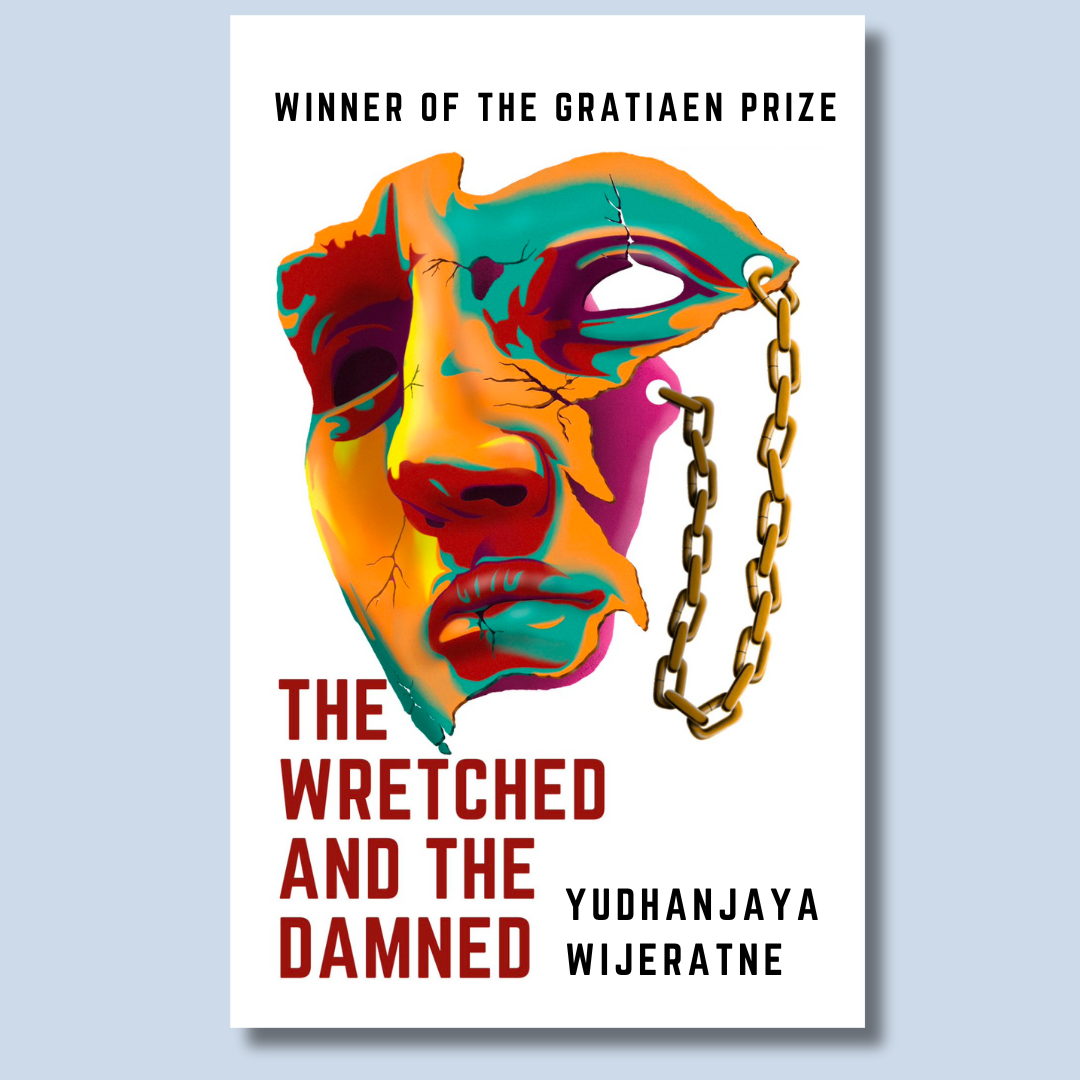 WINNER OF THE GRATIAEN PRIZE
THE
WRETCHED
AND THE
DAMNED
YUDHANJAYA
WIJERATNE